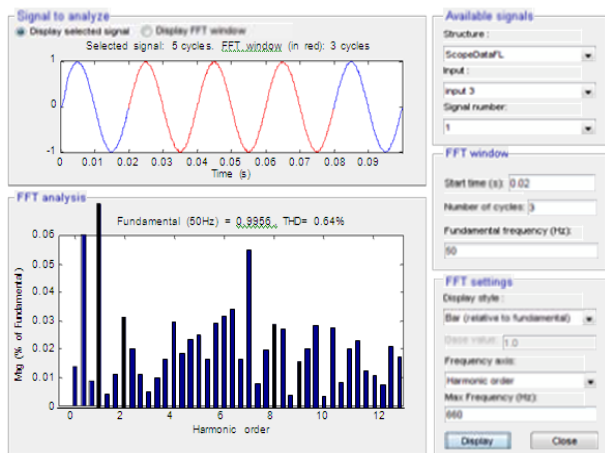 Signal to analyze
Display selected signal Display FFT window
Selected signal: 5 cycles. FFT window (in red): 3 cycles
1
0
-1
0 0.01 0.02 0.03 0.04 0.05 0.06 0.07 0.08 0.09
Time (s)
FFT analysis
Fundamental (50Hz) = 0.9956 , THD= 0.64%
0.06
0.05
0.04
0.03
0.02
0.01
0
Mag (% of Fundamental)
0 2 4 6 8 10 12
Harmonic order
Available signals
Structure :
ScopeDataFL
Input :
input 3
Signal number:
1
FFT window
Start time (s): 0.02
Number of cycles: 3
Fundamental frequency (Hz):
50
FFT settings
Display style :
Bar (relative to fundamental)
Base value: 1.0
Frequency axis:
Harmonic order
Max Frequency (Hz):
660
Display Close